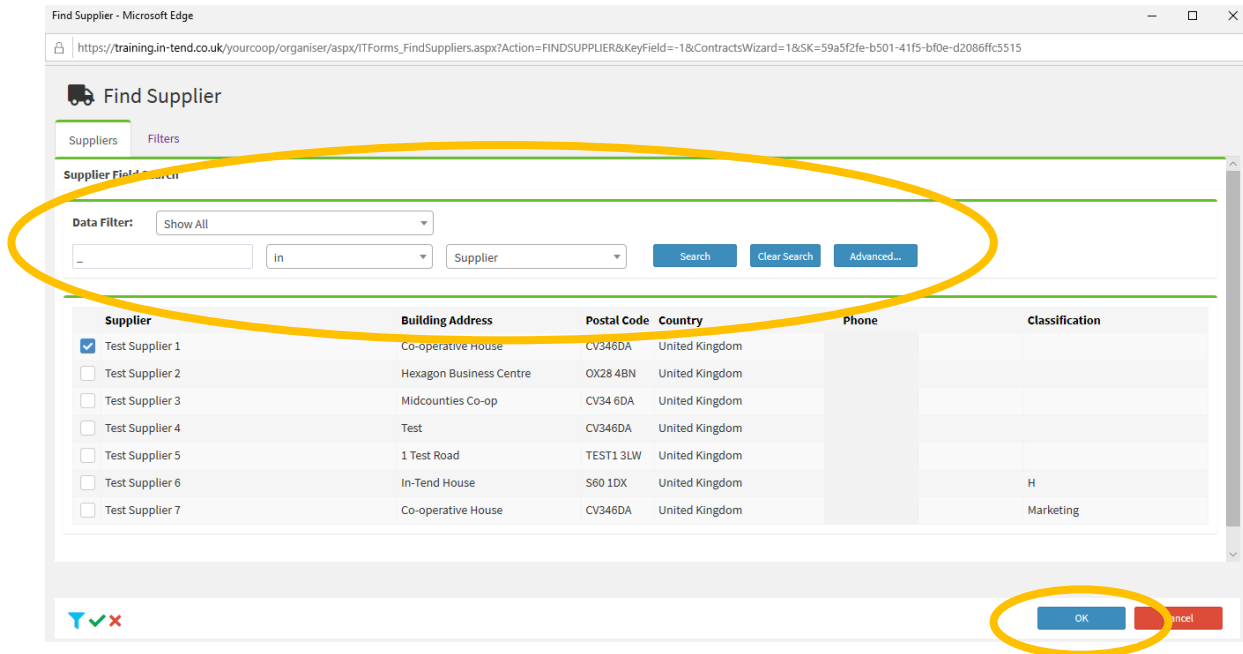 Find Supplier - Microsoft Edge
https://training.in-tend.co.uk/yourcoop/organiser/aspx/ITForms_FindSuppliers.aspx?Action=FINDSUPPLIER&KeyField=-1&ContractsWizard=1&SK=59a5f2fe-b501-41f5-bf0e-d2086ffc5515
Find Supplier
Suppliers Filters
Supplier Field Search
Data Filter: Show All
_ in Supplier Search Clear Search Advanced...
Supplier Building Address Postal Code Country Phone Classification
Test Supplier 1 Co-operative House CV346DA United Kingdom
Test Supplier 2 Hexagon Business Centre OX28 4BN United Kingdom
Test Supplier 3 Midcounties Co-op CV34 6DA United Kingdom
Test Supplier 4 Test CV346DA United Kingdom
Test Supplier 5 1 Test Road TEST1 3LW United Kingdom
Test Supplier 6 In-Tend House S60 1DX United Kingdom H
Test Supplier 7 Co-operative House CV346DA United Kingdom Marketing
OK Cancel